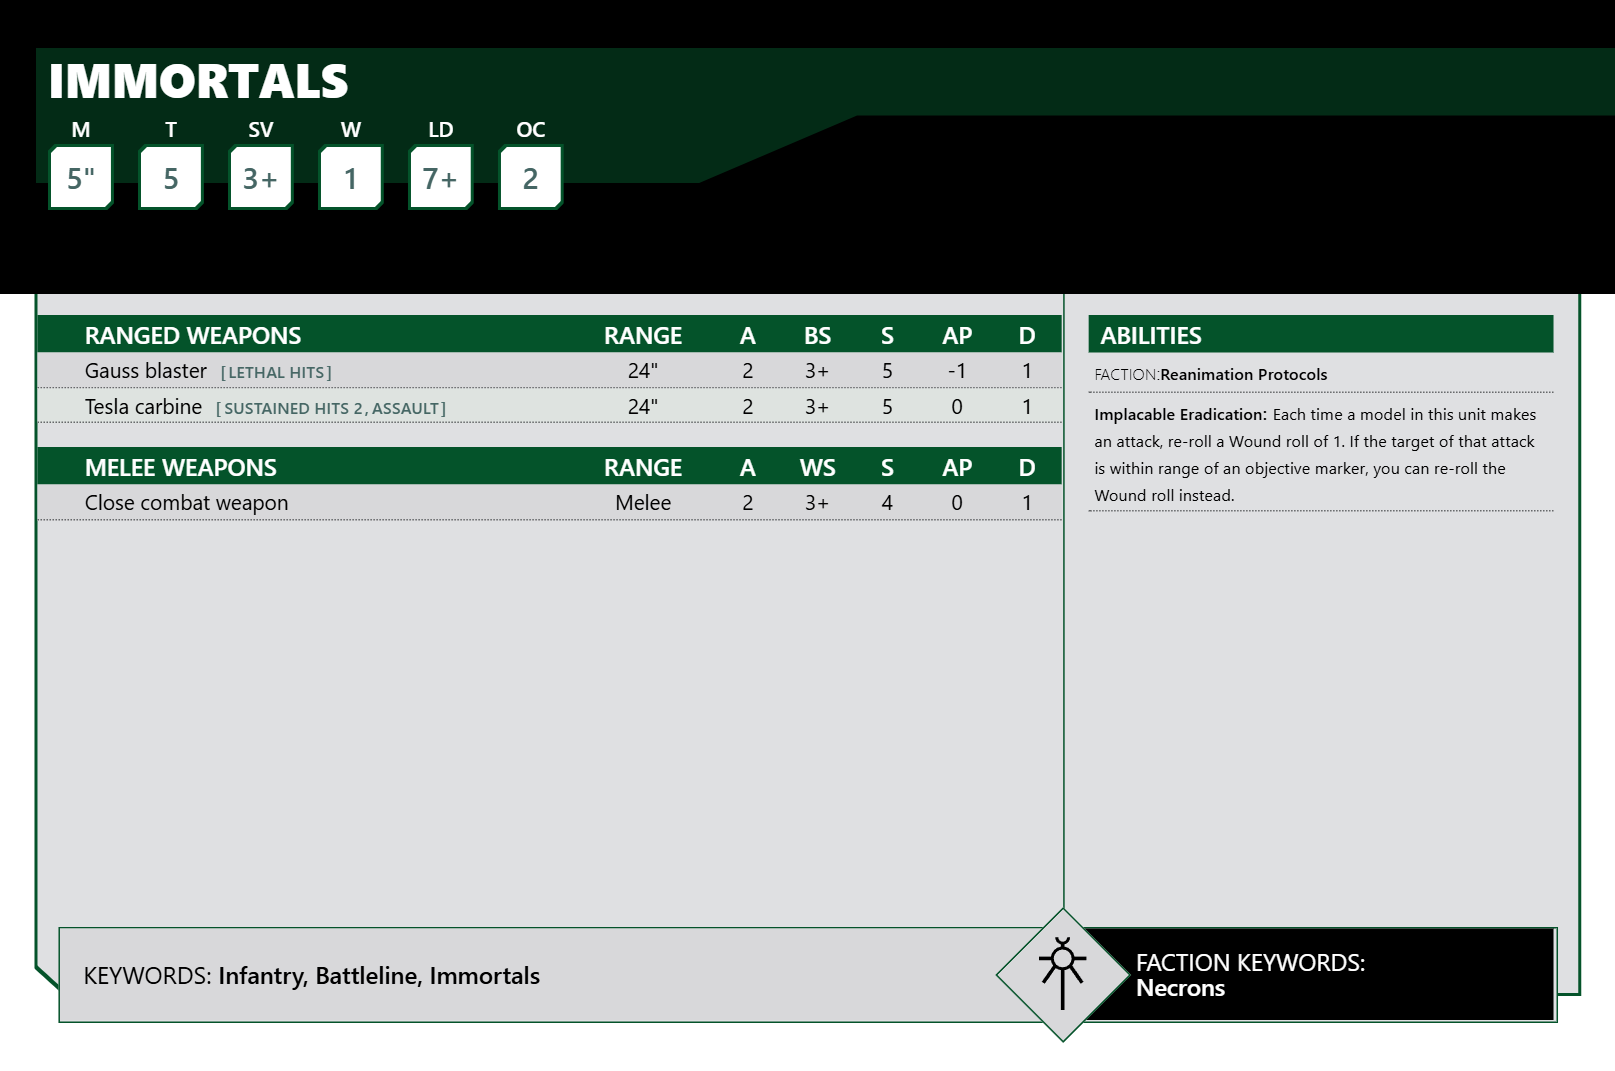 IMMORTALS
M T SV W LD OC
5" 5 3+ 1 7+ 2
RANGED WEAPONS RANGE A BS S AP D
Gauss blaster [LETHAL HITS] 24" 2 3+ 5 -1 1
Tesla carbine [SUSTAINED HITS 2, ASSAULT] 24" 2 3+ 5 0 1
MELEE WEAPONS RANGE A WS S AP D
Close combat weapon Melee 2 3+ 4 0 1
ABILITIES
FACTION:Reanimation Protocols
Implacable Eradication: Each time a model in this unit makes
an attack, re-roll a Wound roll of 1. If the target of that attack
is within range of an objective marker, you can re-roll the
Wound roll instead.
KEYWORDS: Infantry, Battleline, Immortals
FACTION KEYWORDS:
Necrons